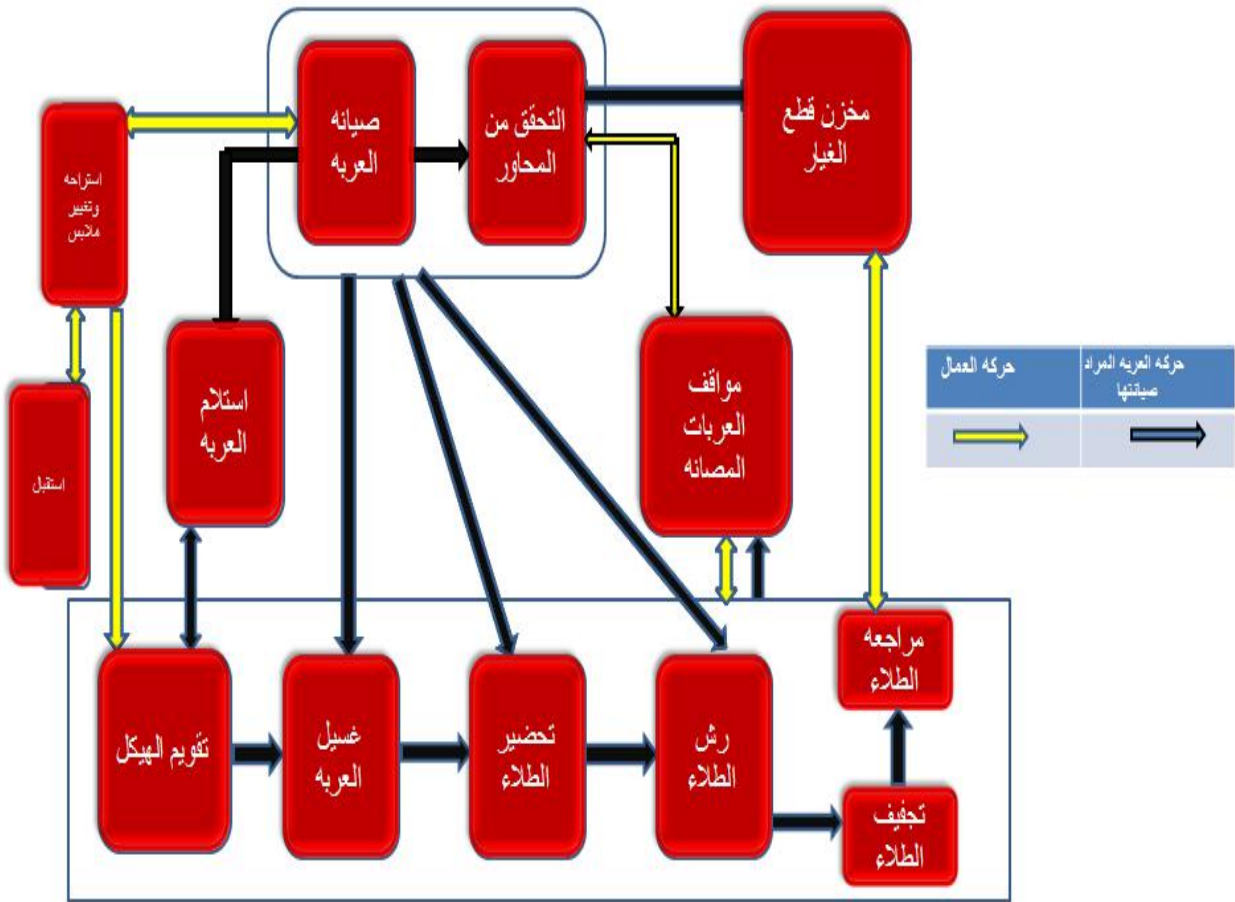 صيانه
العربه
التحقق من
المحاور
مخزن قطع
الغيار
استراحه
وتغيير
ملابس
استلام
العربه
مواقف
العربات
المصانه
استقبال
حركه العمال
حركه العربه المراد
صيانتها
تقويم الهيكل
غسيل
العربه
تحضير
الطلاء
رش
الطلاء
مراجعه
الطلاء
تجفيف
الطلاء